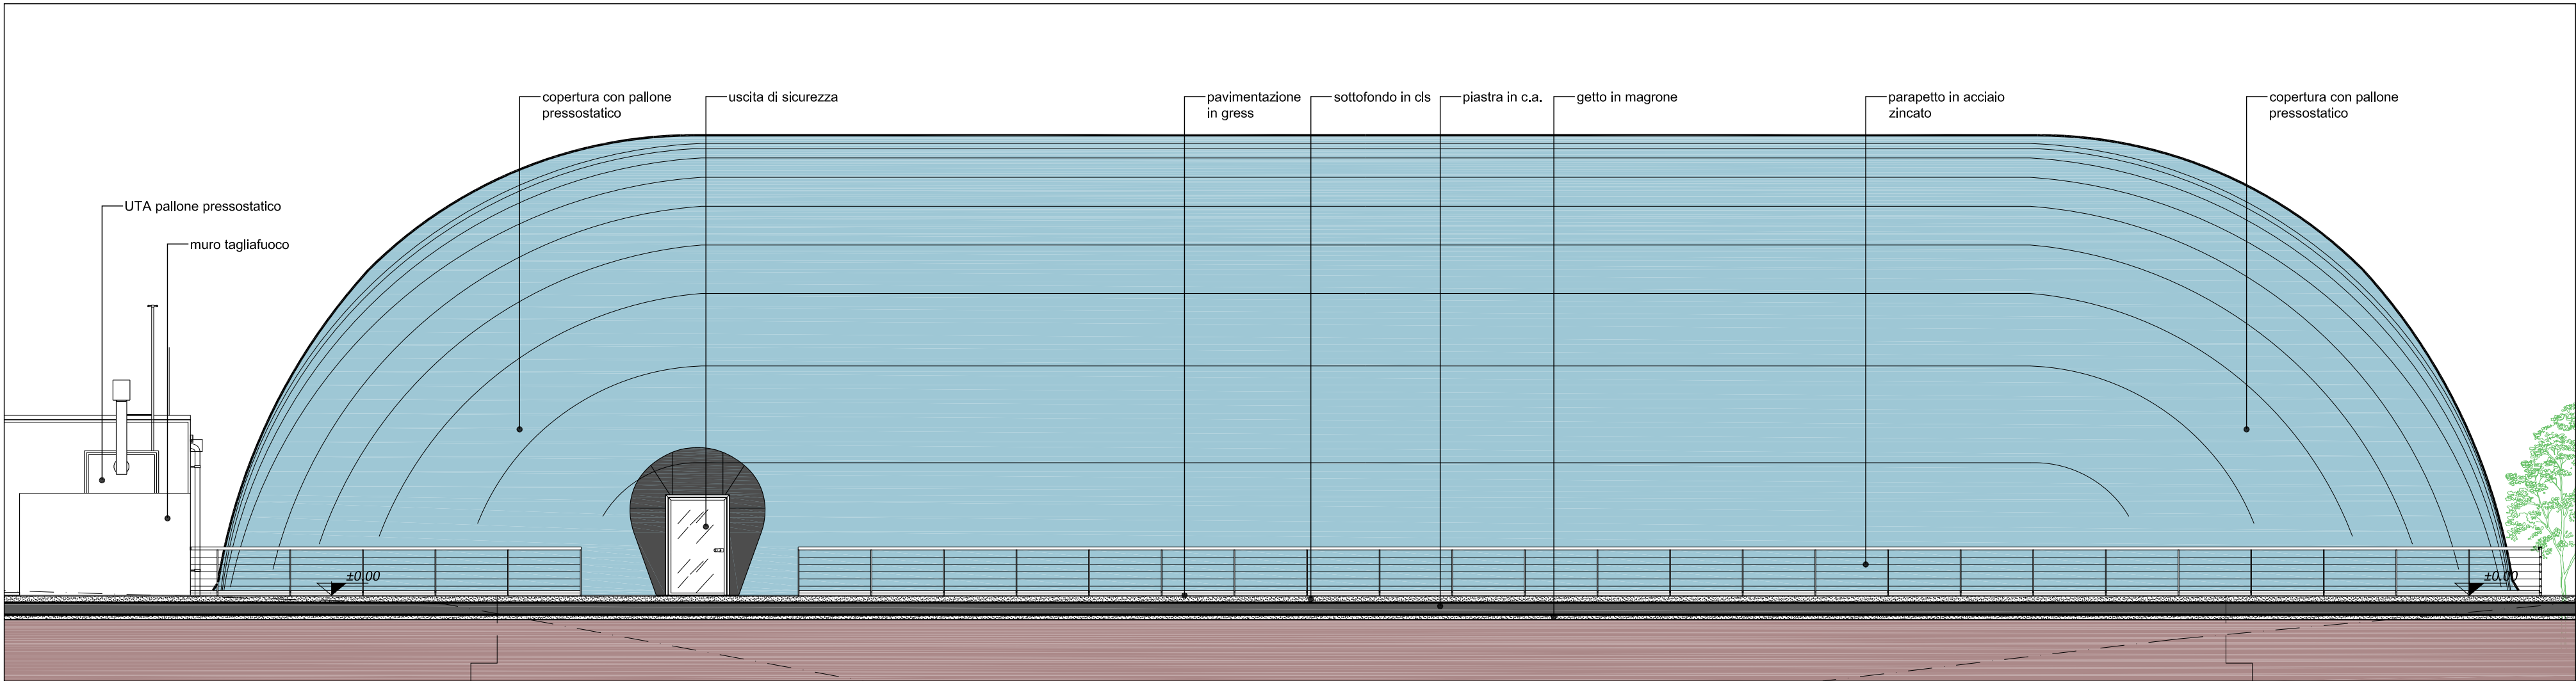 copertura con pallone
pressostatico
uscita di sicurezza
pavimentazione
in gress
sottofondo in cls
piastra in c.a.
getto in magrone
parapetto in acciaio
zincato
copertura con pallone
pressostatico
UTA pallone pressostatico
muro tagliafuoco
±0.00
±0.00